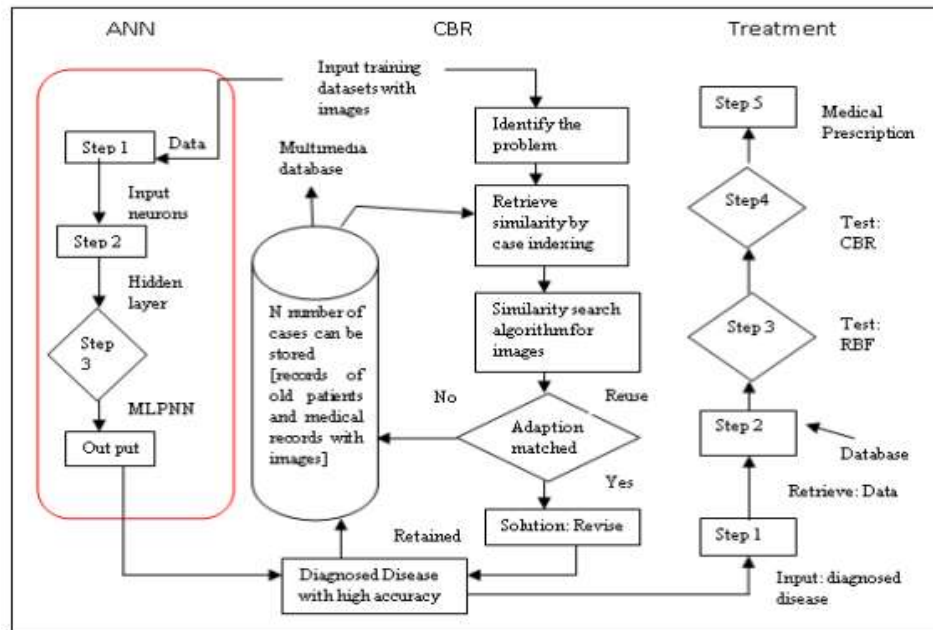 ANN
CBR
Treatment
Input training
datasets with
images
Step 1
Data
Input
neurons
Step 2
Hidden
layer
Step
3
MLPNN
Out put
Multimedia
database
N number of
cases can be
stored
[records of
old patients
and medical
records with
images]
Identify the
problem
Retrieve
similarity by
case indexing
Similarity search
algorithm for
images
No
Reuse
Adaption
matched
Yes
Solution: Revise
Retained
Diagnosed Disease
with high accuracy
Step 5
Medical
Prescription
Step4
Test:
CBR
Step 3
Test:
RBF
Step 2
Database
Retrieve: Data
Step 1
Input: diagnosed
disease